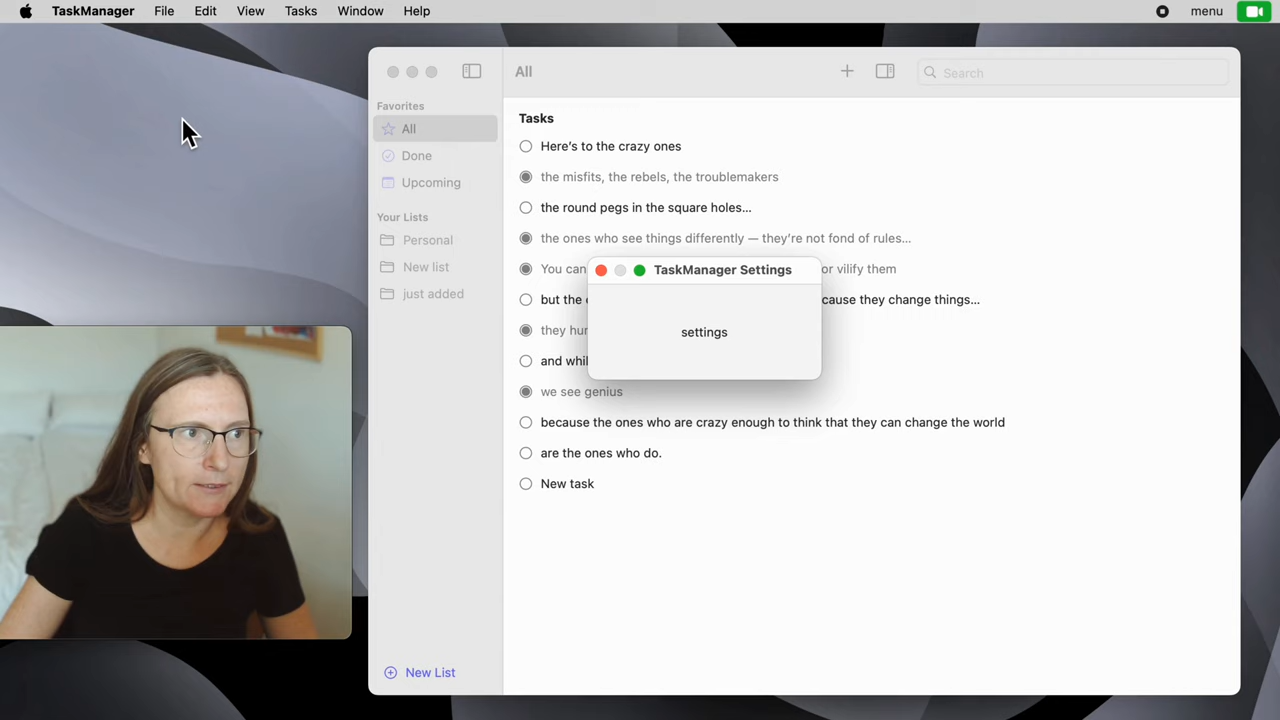 TaskManager File Edit View Tasks Window Help menu
All
Search
Favorites
All
Done
Upcoming
Your Lists
Personal
New list
just added
New List
Tasks
Here's to the crazy ones
the misfits, the rebels, the troublemakers
the round pegs in the square holes...
the ones who see things differently — they're not fond of rules...
You can or vilify them
but the cause they change things...
they hu
and whil
we see genius
because the ones who are crazy enough to think that they can change the world
are the ones who do.
New task
TaskManager Settings
settings